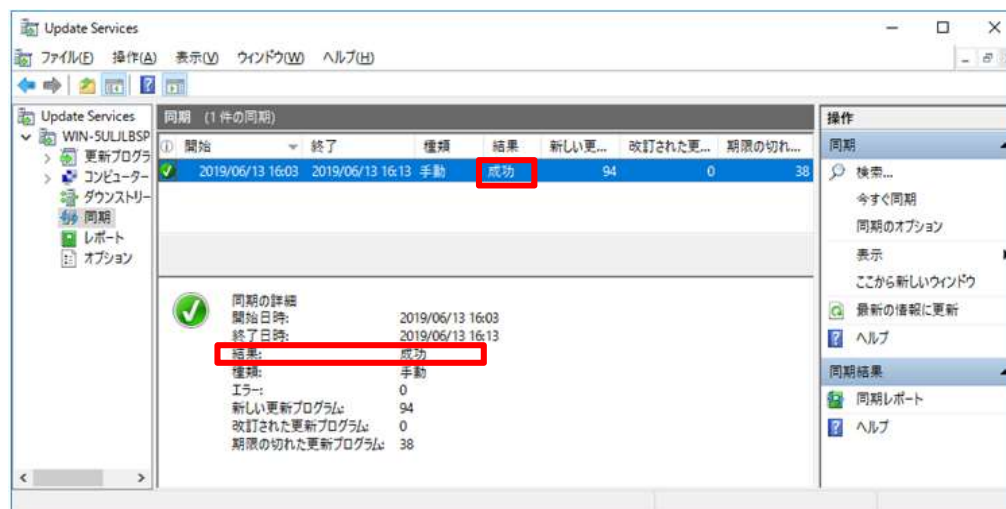 Update Services
ファイル(F) 操作(A) 表示(V) ウィンドウ(W) ヘルプ(H)
Update Services
WIN-5ULJLBSP
更新プログラ
コンピューター
ダウンストリー
同期
レポート
オプション
同期 (1 件の同期)
開始 終了 種類 結果 新しい更... 改訂された更... 期限の切れ...
2019/06/13 16:03 2019/06/13 16:13 手動 成功 94 0 38
同期の詳細
開始日時: 2019/06/13 16:03
終了日時: 2019/06/13 16:13
結果: 成功
種類: 手動
エラー: 0
新しい更新プログラム: 94
改訂された更新プログラム: 0
期限の切れた更新プログラム: 38
操作
同期
検索...
今すぐ同期
同期のオプション
表示
ここから新しいウィンドウ
最新の情報に更新
ヘルプ
同期結果
同期レポート
ヘルプ